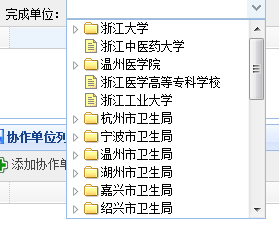 完成单位:
浙江大学
浙江中医药大学
温州医学院
浙江医学高等专科学校
浙江工业大学
杭州市卫生局
宁波市卫生局
温州市卫生局
湖州市卫生局
嘉兴市卫生局
绍兴市卫生局
协作单位列
添加协作单